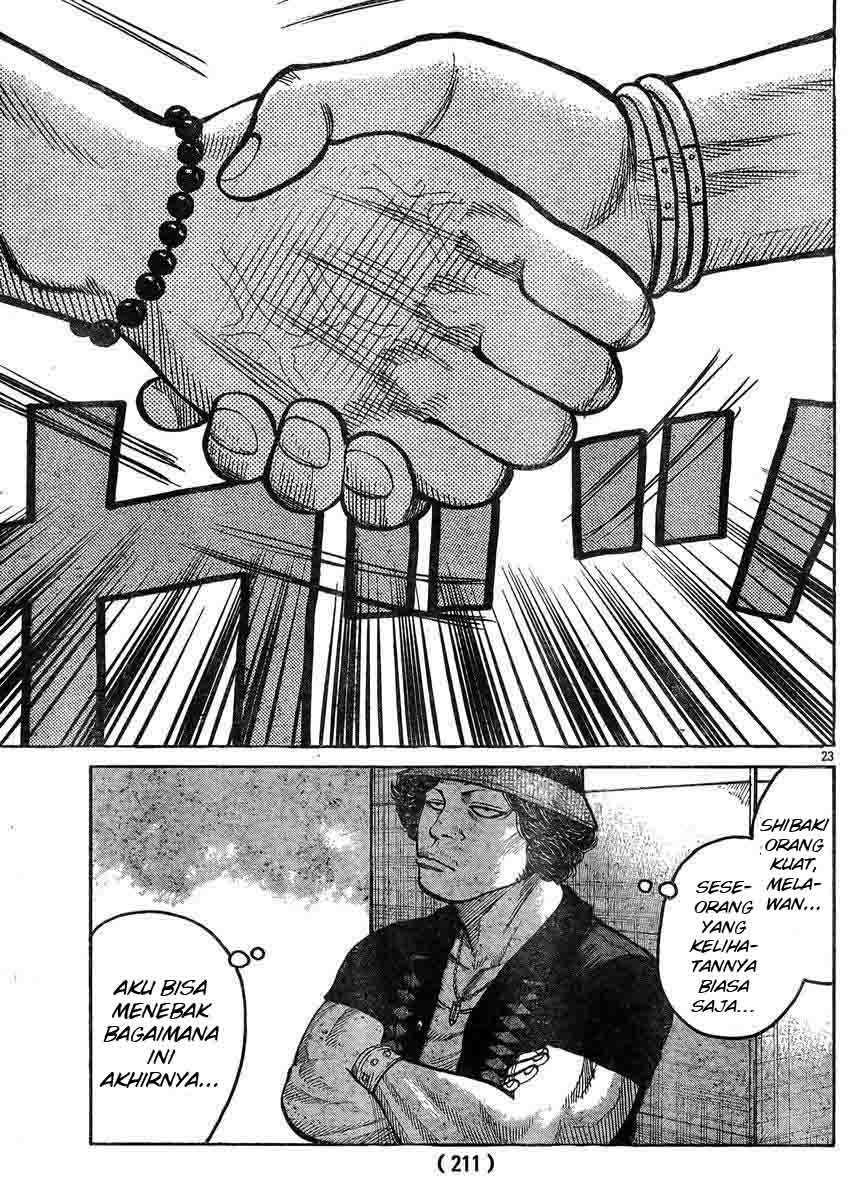 23
SHIBAKI
ORANG
KUAT,
MELA-
WAN...
SESE-
ORANG
YANG
KELIHA-
TANNYA
BIASA
SAJA...
AKU BISA
MENEBAK
BAGAIMANA
INI
AKHIRNYA...
( 211 )